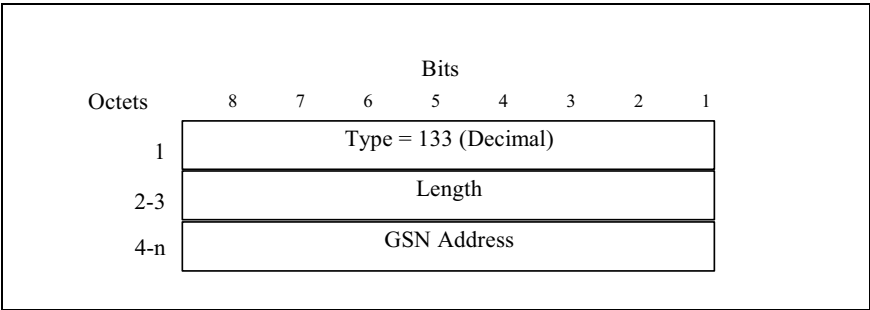 Bits
Octets 8 7 6 5 4 3 2 1
1 Type = 133 (Decimal)
2-3 Length
4-n GSN Address